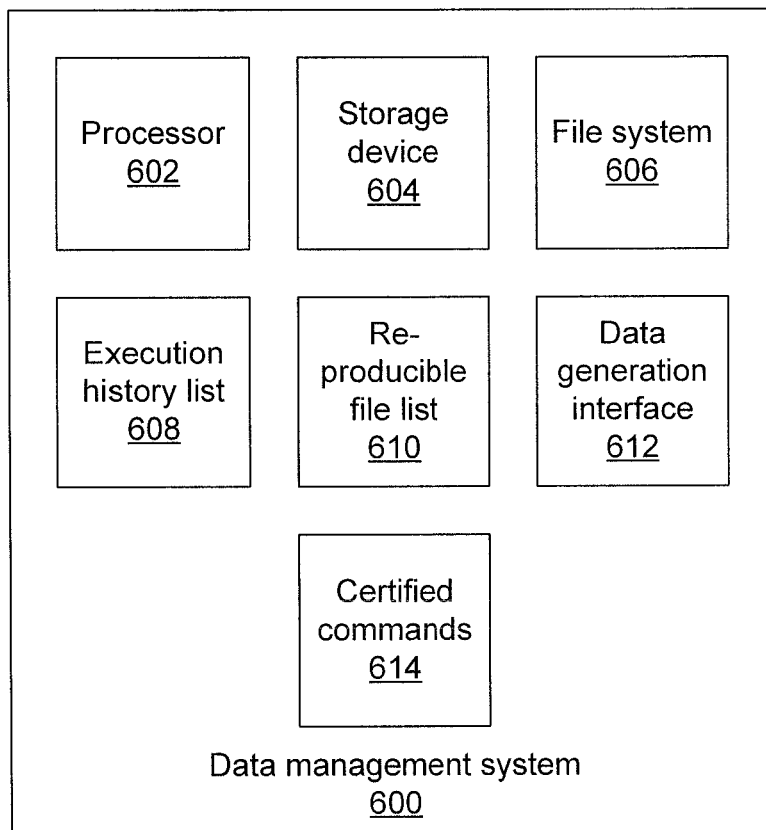 Processor
602
Storage
device
604
File system
606
Execution
history list
608
Re-
producible
file list
610
Data
generation
interface
612
Certified
commands
614
Data management system
600